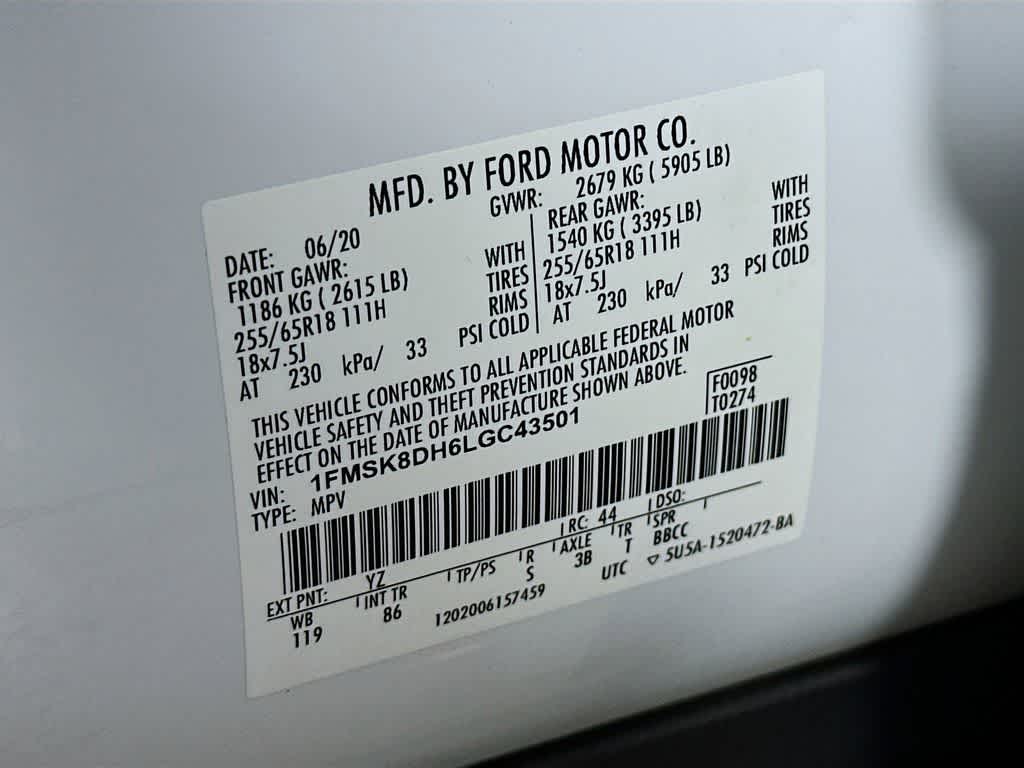 MFD. BY FORD MOTOR CO.
DATE: 06/20
GVWR: 2679 KG ( 5905 LB)
FRONT GAWR:
1186 KG ( 2615 LB) WITH
255/65R18 111H TIRES
18x7.5J RIMS
AT 230 kPa/ 33 PSI COLD
REAR GAWR:
1540 KG ( 3395 LB) WITH
255/65R18 111H TIRES
18x7.5J RIMS
AT 230 kPa/ 33 PSI COLD
THIS VEHICLE CONFORMS TO ALL APPLICABLE FEDERAL MOTOR
VEHICLE SAFETY AND THEFT PREVENTION STANDARDS IN
EFFECT ON THE DATE OF MANUFACTURE SHOWN ABOVE.
VIN: 1FMSK8DH6LGC43501
TYPE: MPV
F0098
T0274
EXT PNT: YZ RC: 44 DSO:
WB INT TR TP/PS R AXLE TR SPR
119 86 S 3B T BBCC
1202006157459 UTC ▽ 5U5A-1520472-BA